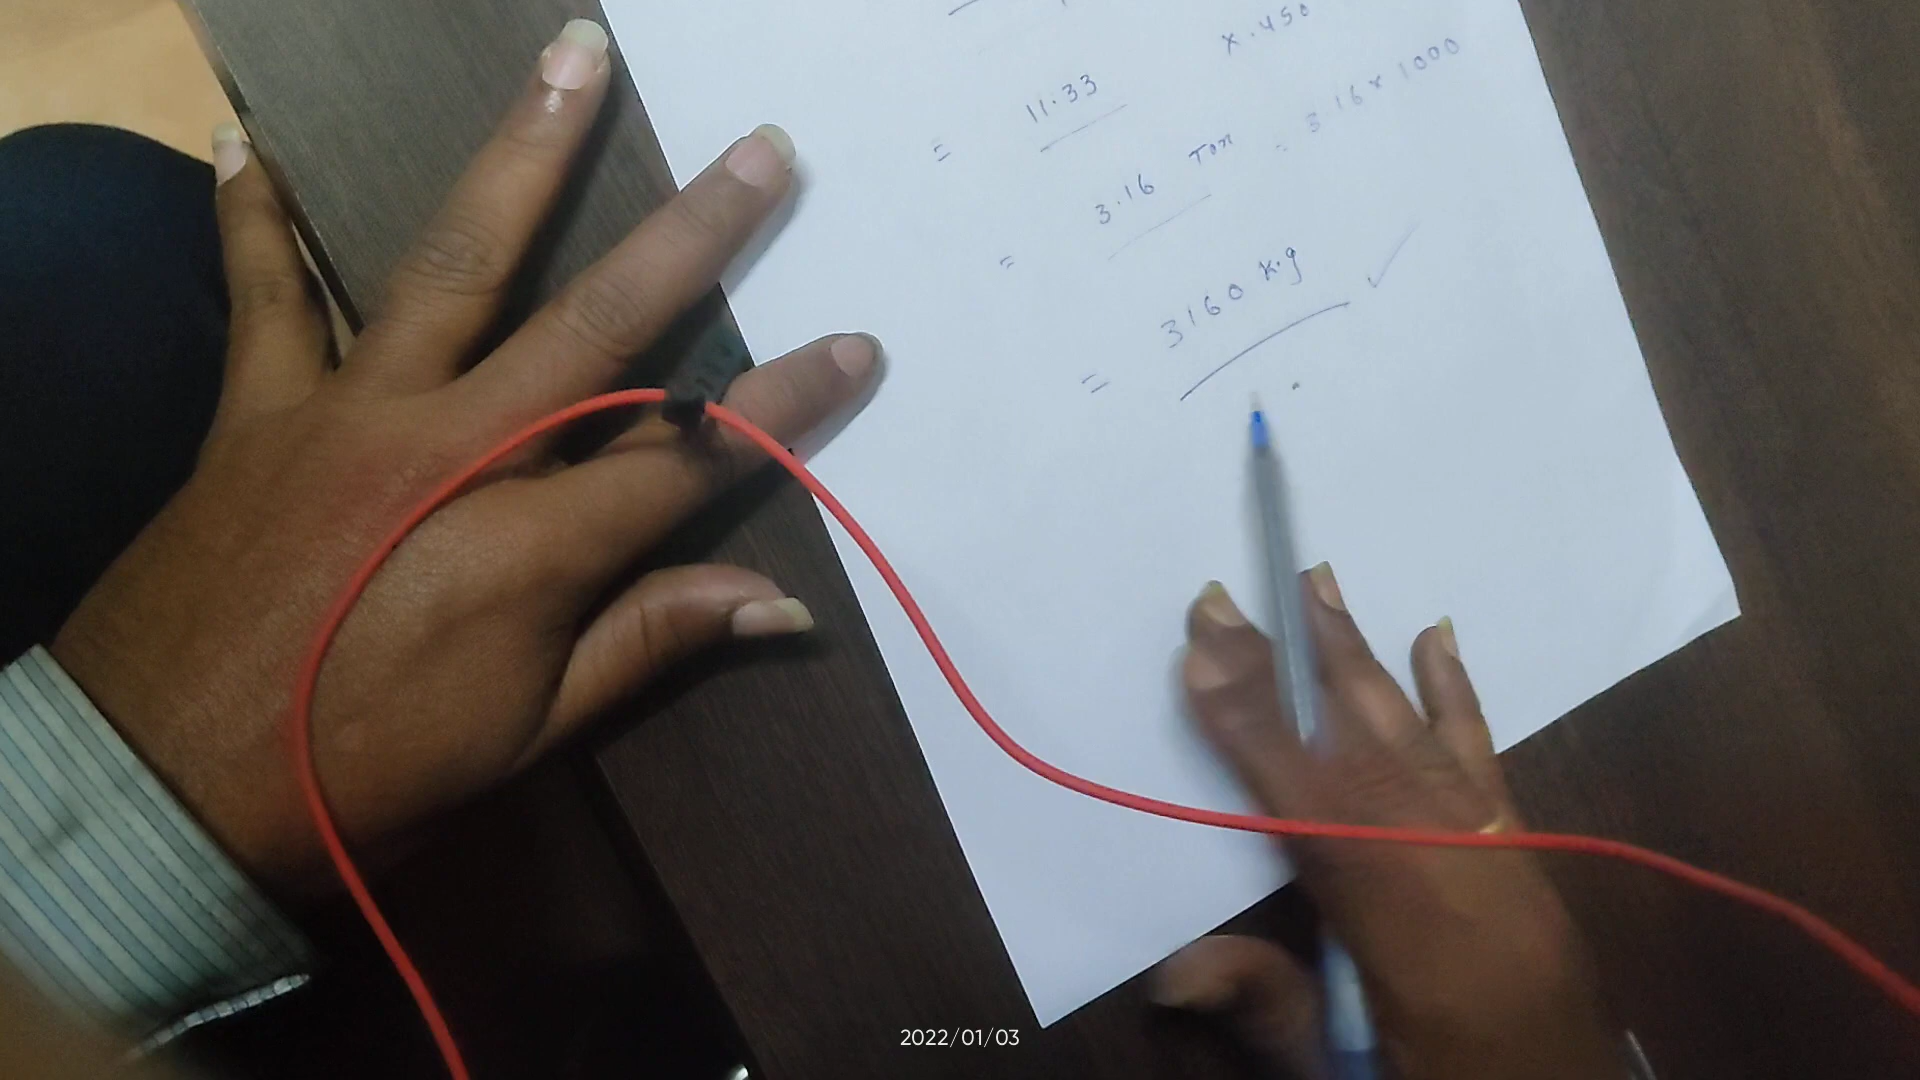 x .450
= 11.33
= 3.16 Ton = 3.16 x 1000
= 3160 k.g ✓
2022/01/03